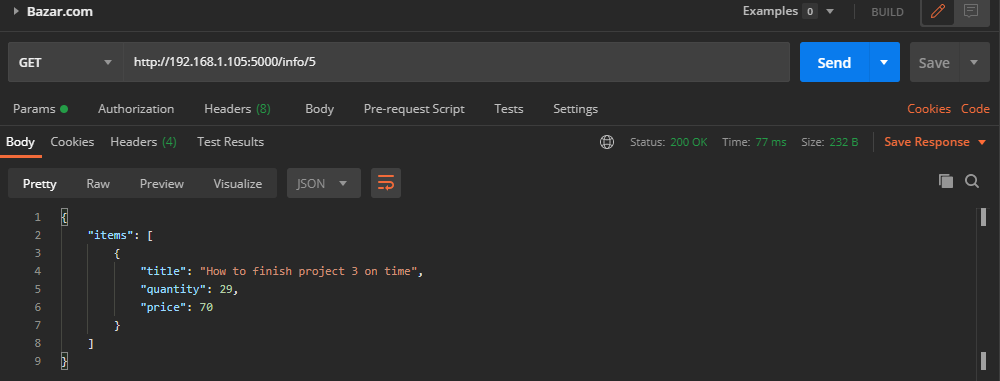 Bazar.com Examples 0 BUILD
GET http://192.168.1.105:5000/info/5 Send Save
Params Authorization Headers (8) Body Pre-request Script Tests Settings Cookies Code
Body Cookies Headers (4) Test Results Status: 200 OK Time: 77 ms Size: 232 B Save Response
Pretty Raw Preview Visualize JSON
1 {
2 "items": [
3 {
4 "title": "How to finish project 3 on time",
5 "quantity": 29,
6 "price": 70
7 }
8 ]
9 }